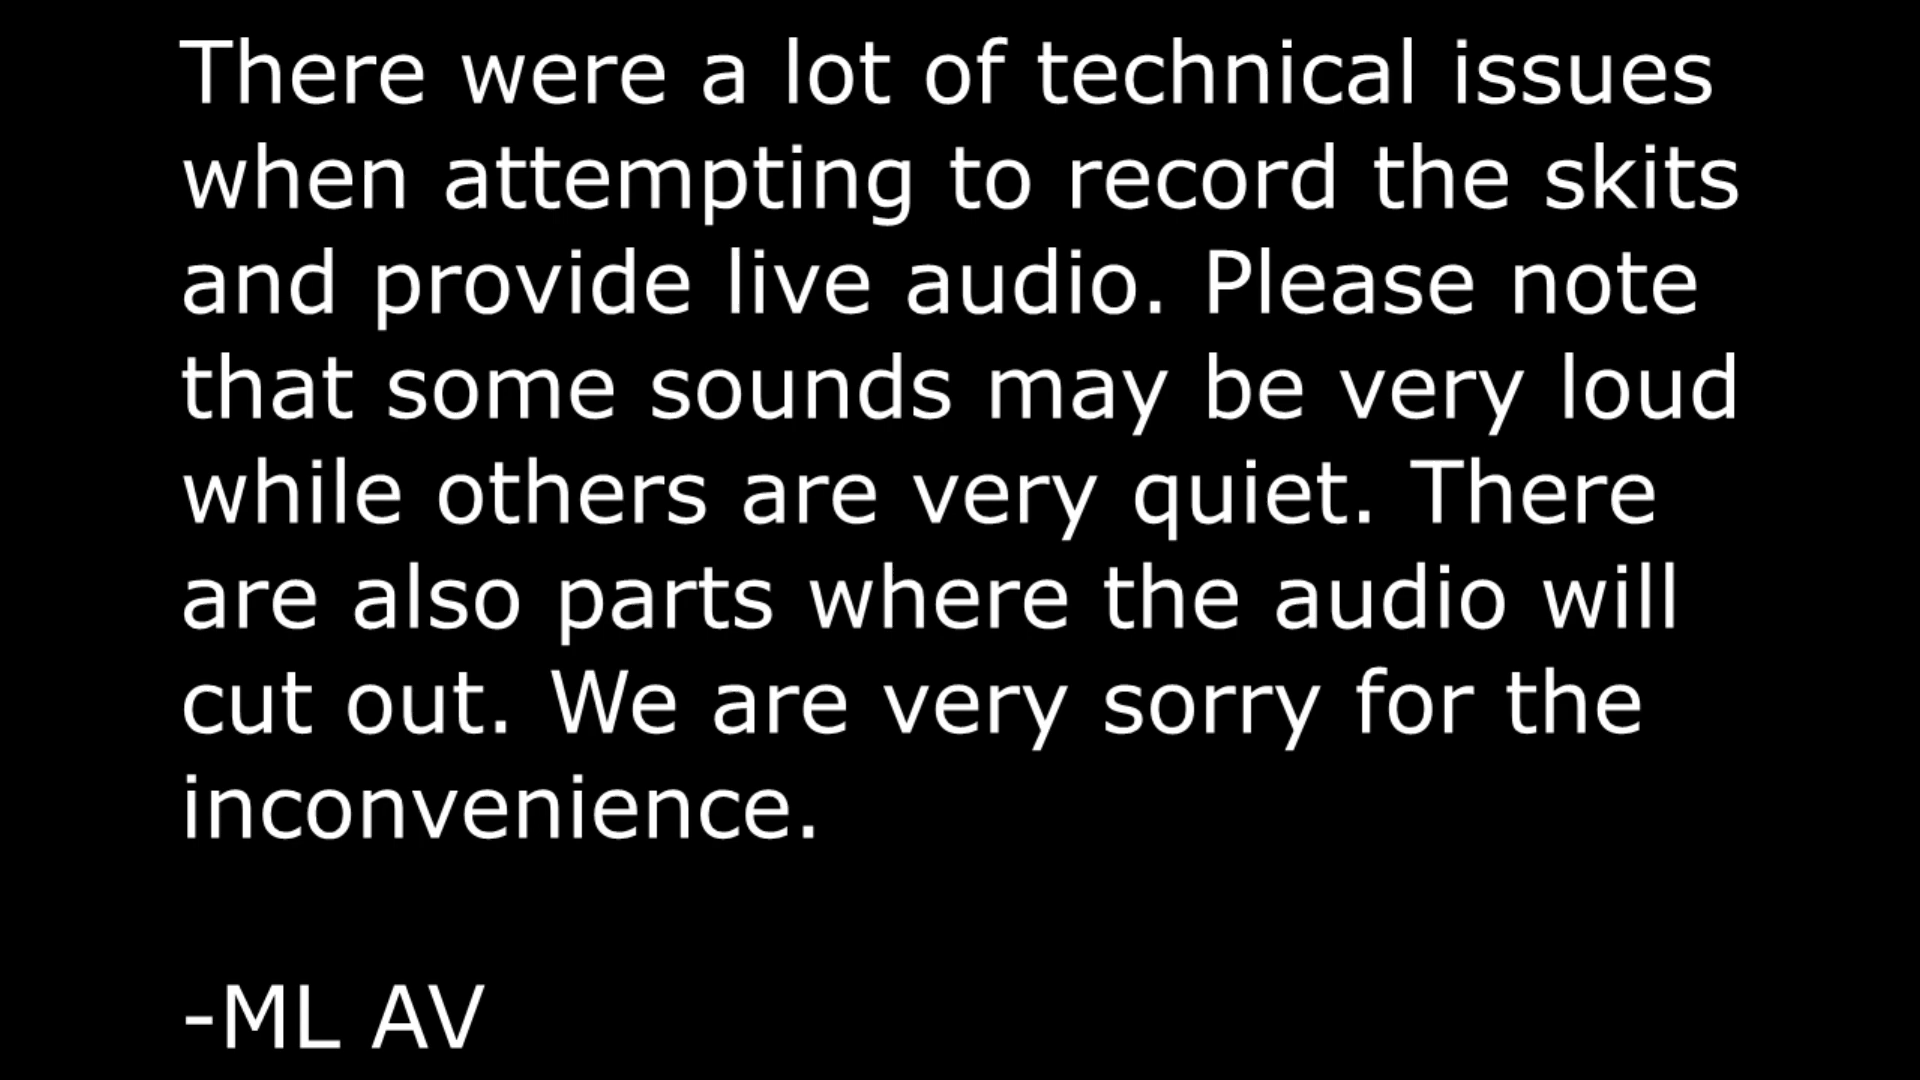 There were a lot of technical issues
when attempting to record the skits
and provide live audio. Please note
that some sounds may be very loud
while others are very quiet. There
are also parts where the audio will
cut out. We are very sorry for the
inconvenience.
-ML AV